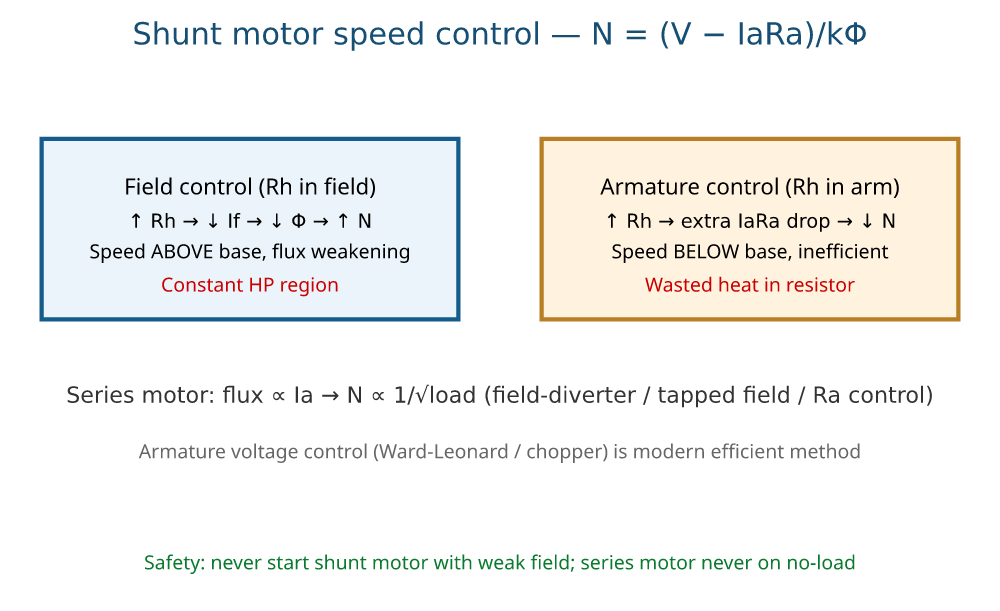 Shunt motor speed control — N = (V − IaRa)/kΦ
Field control (Rh in field)
↑ Rh → ↓ If → ↓ Φ → ↑ N
Speed ABOVE base, flux weakening
Constant HP region
Armature control (Rh in arm)
↑ Rh → extra IaRa drop → ↓ N
Speed BELOW base, inefficient
Wasted heat in resistor
Series motor: flux ∝ Ia → N ∝ 1/√load (field-diverter / tapped field / Ra control)
Armature voltage control (Ward-Leonard / chopper) is modern efficient method
Safety: never start shunt motor with weak field; series motor never on no-load